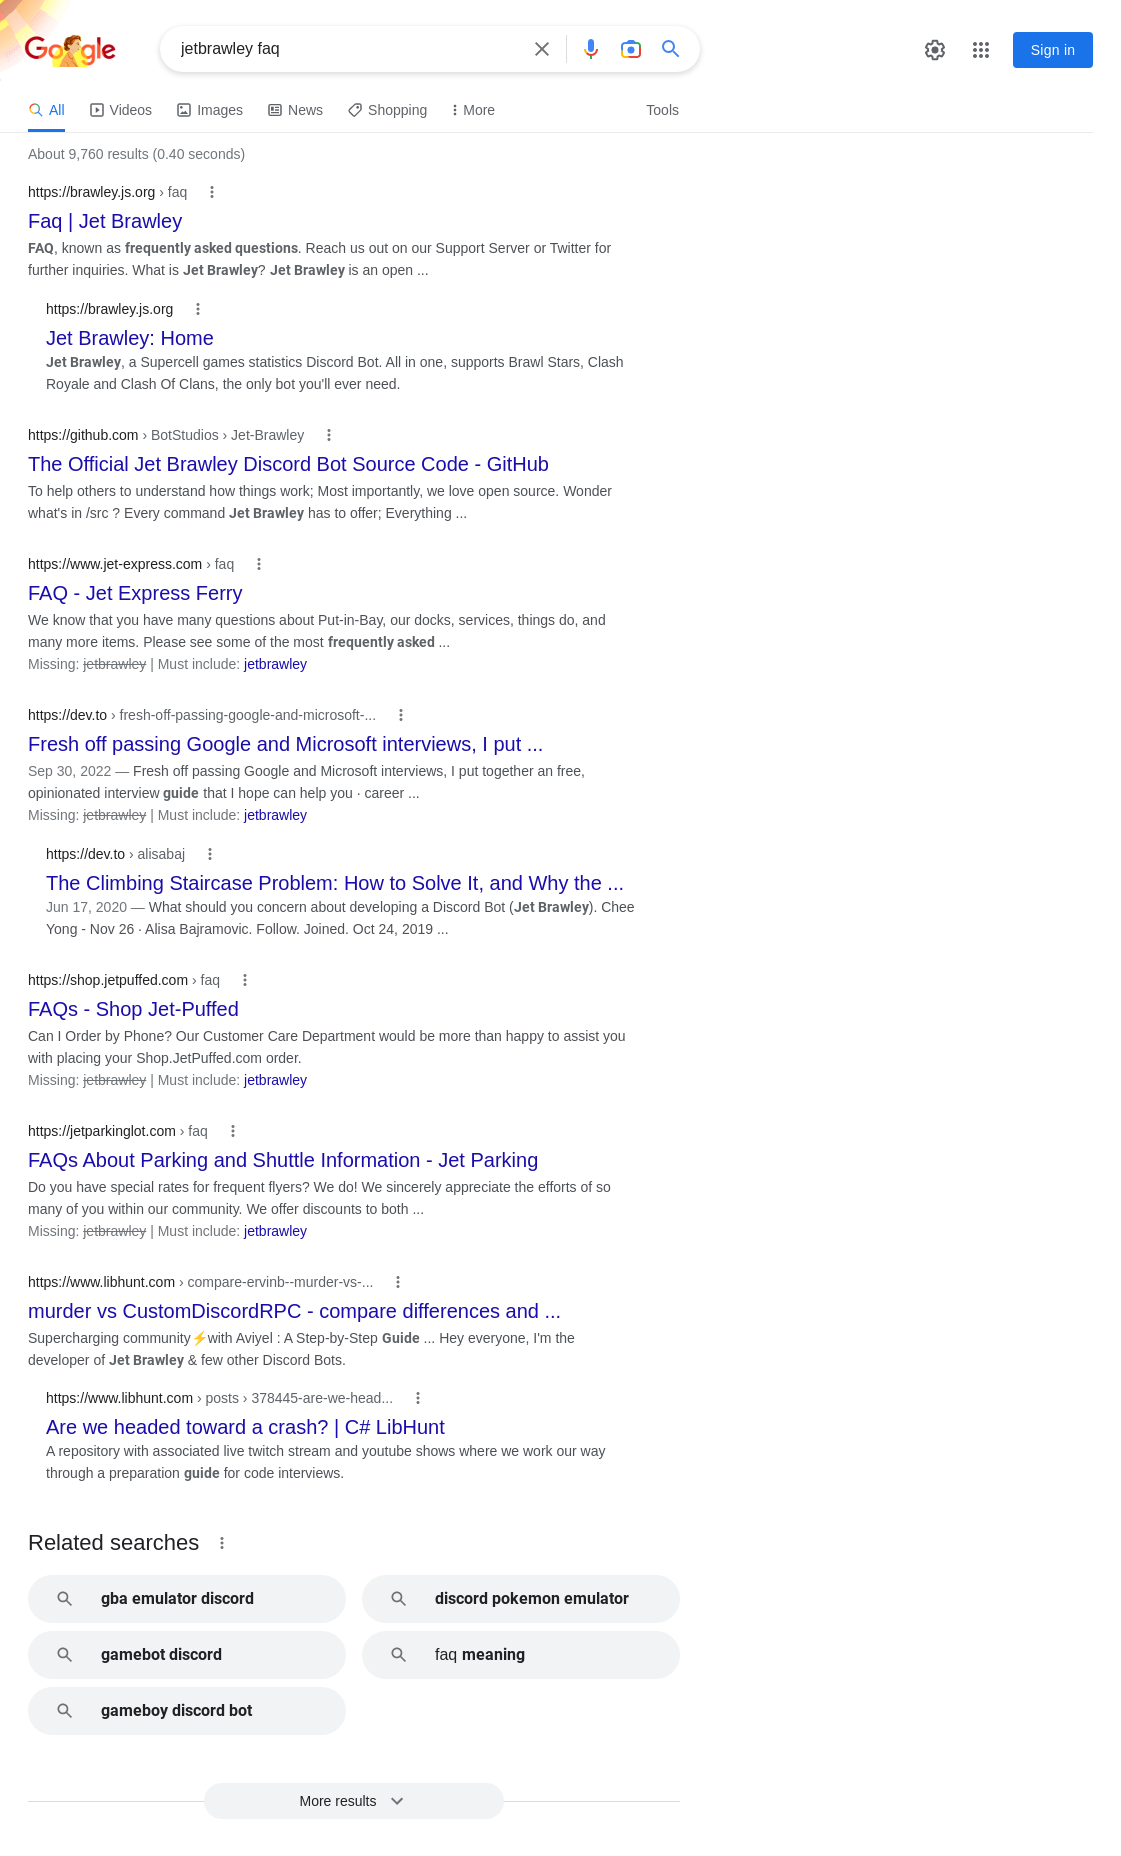 Google
jetbrawley faq
Sign in
All Videos Images News Shopping More Tools
About 9,760 results (0.40 seconds)
https://brawley.js.org › faq
Faq | Jet Brawley
FAQ, known as frequently asked questions. Reach us out on our Support Server or Twitter for
further inquiries. What is Jet Brawley? Jet Brawley is an open ...
https://brawley.js.org
Jet Brawley: Home
Jet Brawley, a Supercell games statistics Discord Bot. All in one, supports Brawl Stars, Clash
Royale and Clash Of Clans, the only bot you'll ever need.
https://github.com › BotStudios › Jet-Brawley
The Official Jet Brawley Discord Bot Source Code - GitHub
To help others to understand how things work; Most importantly, we love open source. Wonder
what's in /src ? Every command Jet Brawley has to offer; Everything ...
https://www.jet-express.com › faq
FAQ - Jet Express Ferry
We know that you have many questions about Put-in-Bay, our docks, services, things do, and
many more items. Please see some of the most frequently asked ...
Missing: jetbrawley | Must include: jetbrawley
https://dev.to › fresh-off-passing-google-and-microsoft-...
Fresh off passing Google and Microsoft interviews, I put ...
Sep 30, 2022 — Fresh off passing Google and Microsoft interviews, I put together an free,
opinionated interview guide that I hope can help you · career ...
Missing: jetbrawley | Must include: jetbrawley
https://dev.to › alisabaj
The Climbing Staircase Problem: How to Solve It, and Why the ...
Jun 17, 2020 — What should you concern about developing a Discord Bot (Jet Brawley). Chee
Yong - Nov 26 · Alisa Bajramovic. Follow. Joined. Oct 24, 2019 ...
https://shop.jetpuffed.com › faq
FAQs - Shop Jet-Puffed
Can I Order by Phone? Our Customer Care Department would be more than happy to assist you
with placing your Shop.JetPuffed.com order.
Missing: jetbrawley | Must include: jetbrawley
https://jetparkinglot.com › faq
FAQs About Parking and Shuttle Information - Jet Parking
Do you have special rates for frequent flyers? We do! We sincerely appreciate the efforts of so
many of you within our community. We offer discounts to both ...
Missing: jetbrawley | Must include: jetbrawley
https://www.libhunt.com › compare-ervinb--murder-vs-...
murder vs CustomDiscordRPC - compare differences and ...
Supercharging community⚡with Aviyel : A Step-by-Step Guide ... Hey everyone, I'm the
developer of Jet Brawley & few other Discord Bots.
https://www.libhunt.com › posts › 378445-are-we-head...
Are we headed toward a crash? | C# LibHunt
A repository with associated live twitch stream and youtube shows where we work our way
through a preparation guide for code interviews.
Related searches
gba emulator discord
discord pokemon emulator
gamebot discord
faq meaning
gameboy discord bot
More results